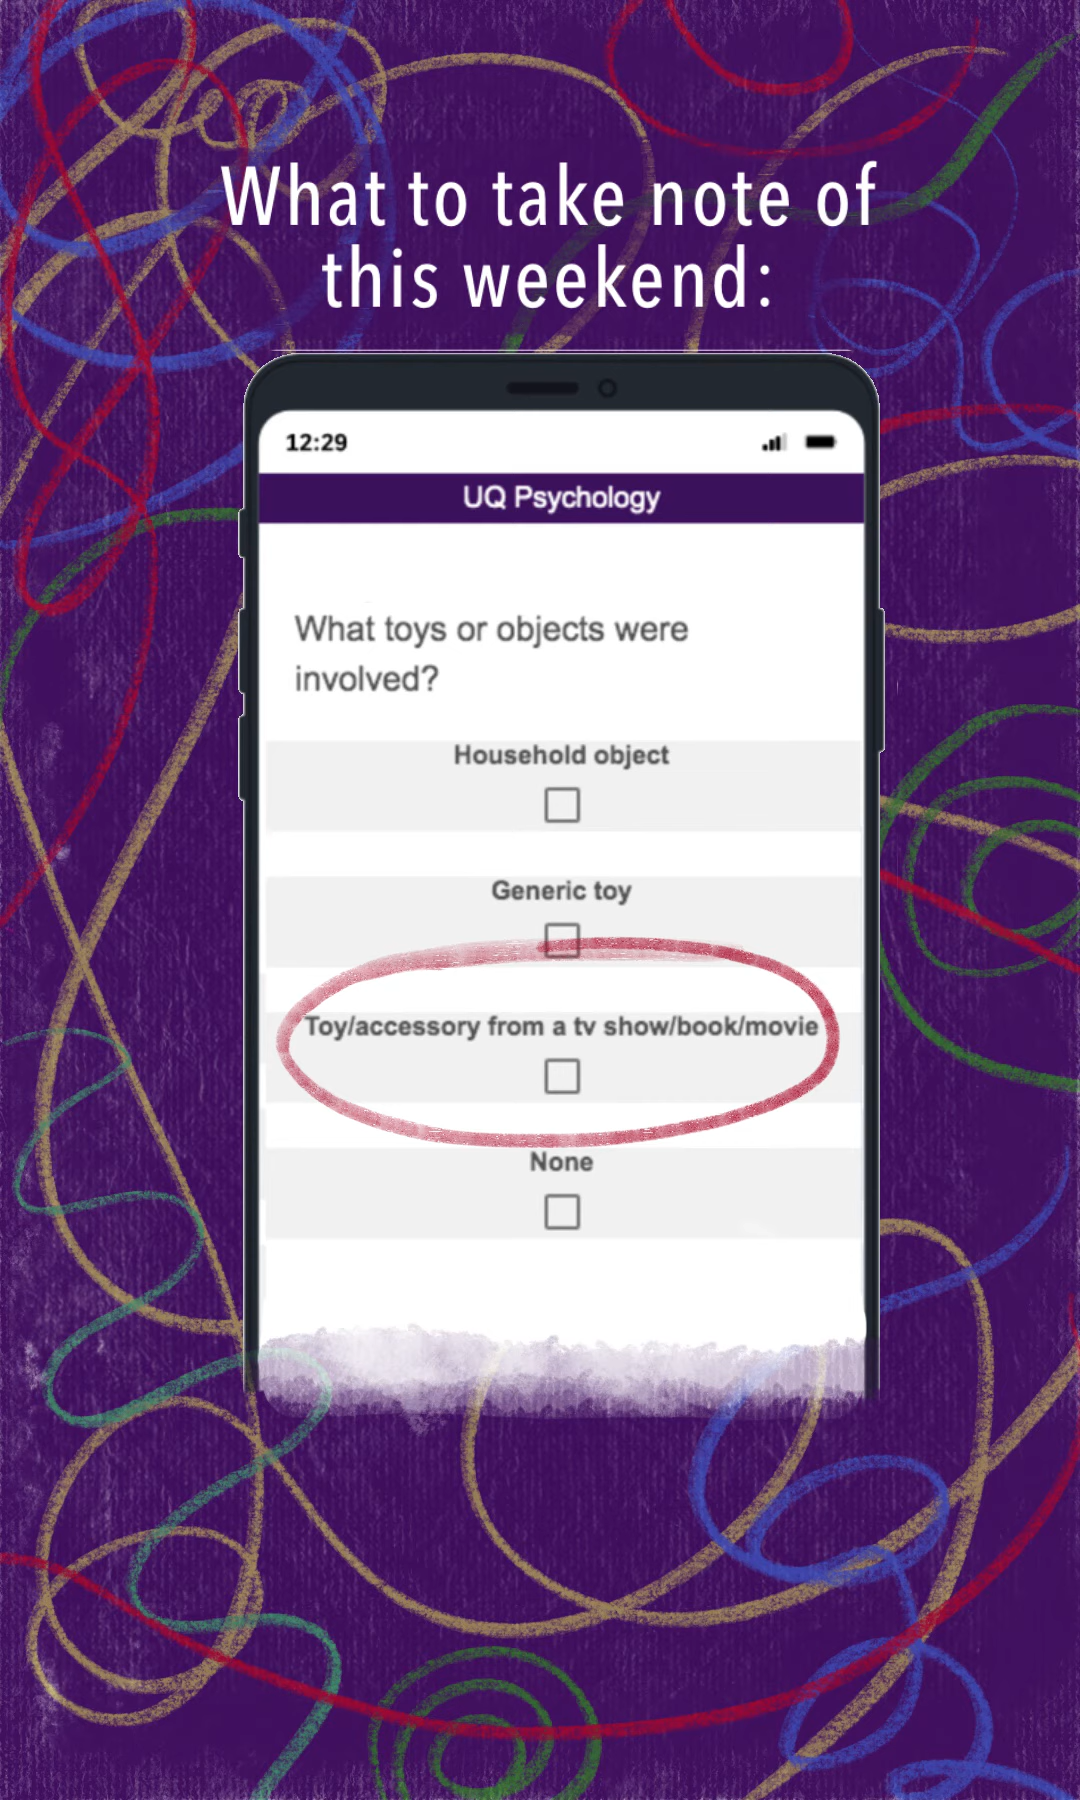 What to take note of
this weekend:
12:29
UQ Psychology
What toys or objects were
involved?
Household object
Generic toy
Toy/accessory from a tv show/book/movie
None